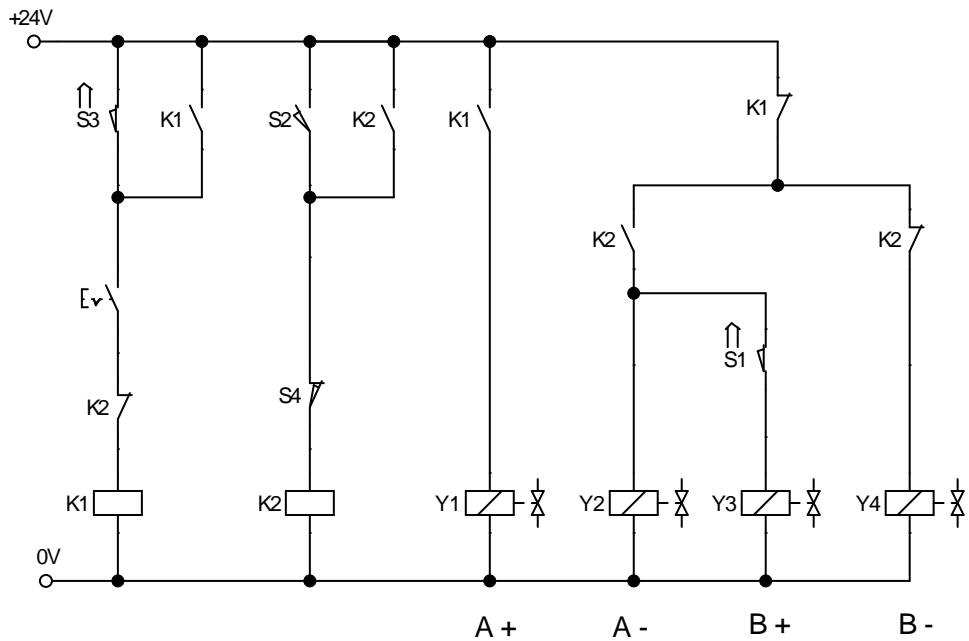 +24V
S3 K1 S2 K2 K1 K1
K2 K2
Ev
S1
K2 S4
K1 K2 Y1 Y2 Y3 Y4
0V
A + A - B + B -